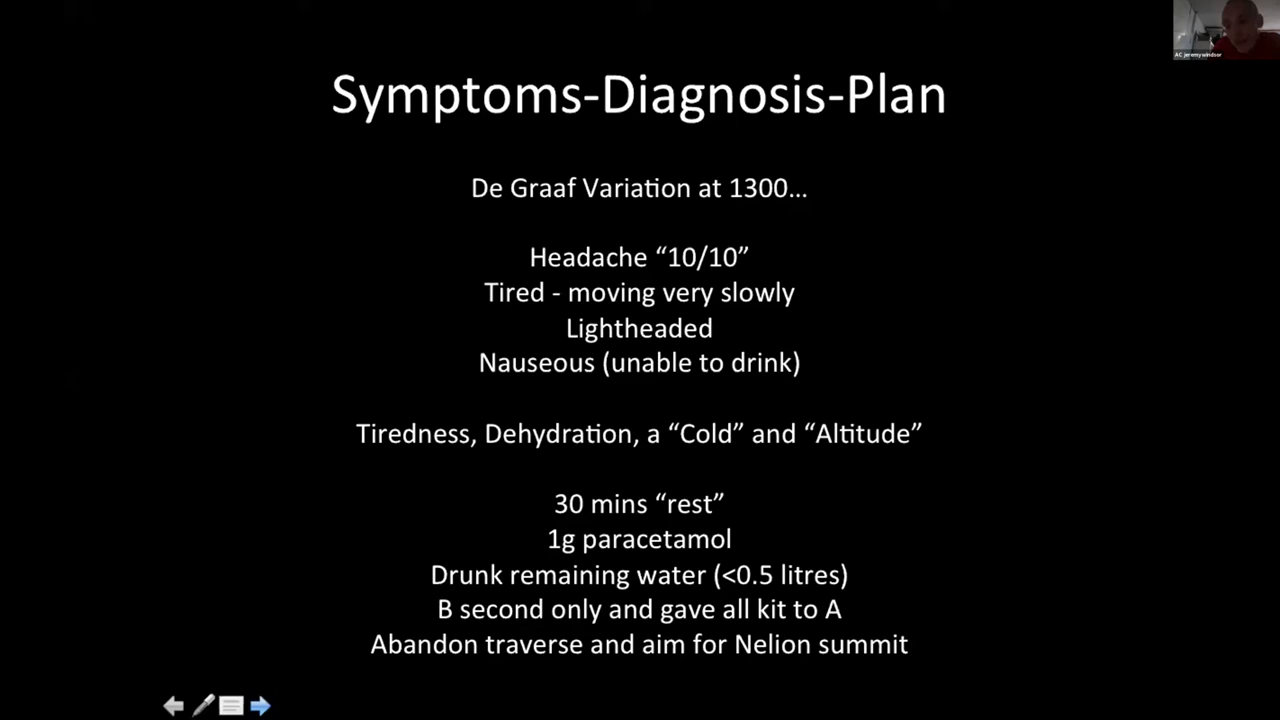 AC jeremywindsor
Symptoms-Diagnosis-Plan
De Graaf Variation at 1300...
Headache “10/10”
Tired - moving very slowly
Lightheaded
Nauseous (unable to drink)
Tiredness, Dehydration, a “Cold” and “Altitude”
30 mins “rest”
1g paracetamol
Drunk remaining water (<0.5 litres)
B second only and gave all kit to A
Abandon traverse and aim for Nelion summit